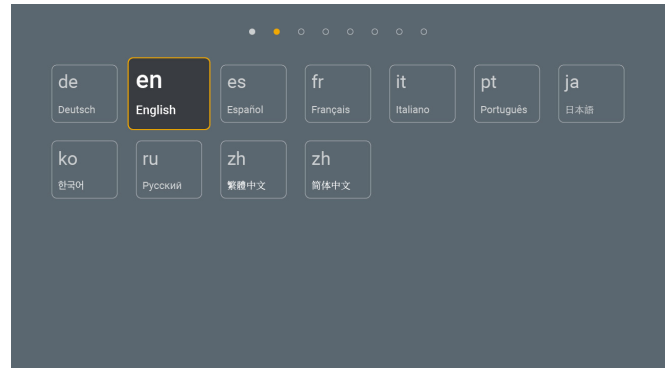 de
Deutsch
en
English
es
Español
fr
Français
it
Italiano
pt
Português
ja
日本語
ko
한국어
ru
Русский
zh
繁體中文
zh
简体中文